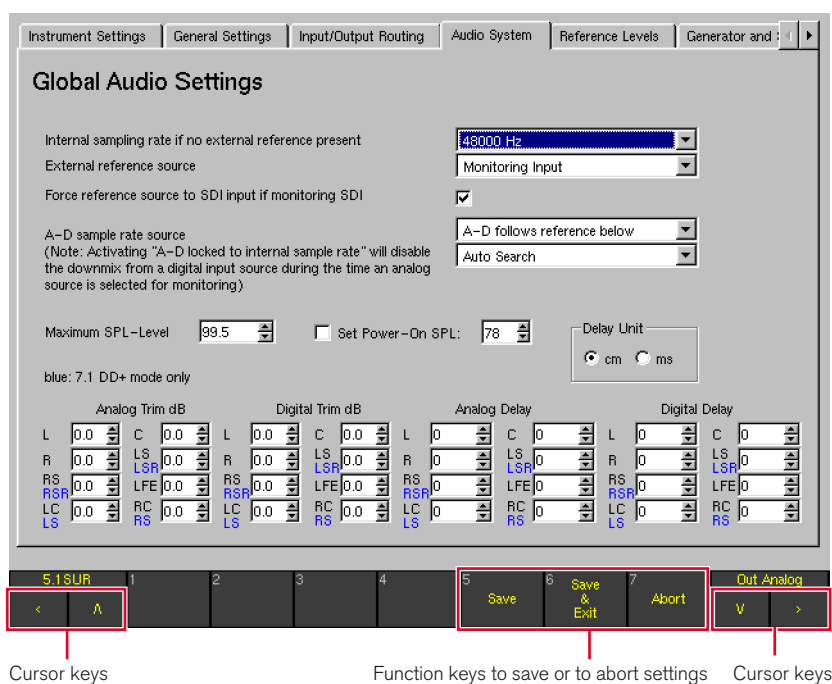 Instrument Settings General Settings Input/Output Routing Audio System Reference Levels Generator and
Global Audio Settings
Internal sampling rate if no external reference present 48000 Hz
External reference source Monitoring Input
Force reference source to SDI input if monitoring SDI
A-D sample rate source A-D follows reference below
(Note: Activating "A-D locked to internal sample rate" will disable
the downmix from a digital input source during the time an analog
source is selected for monitoring)
Auto Search
Maximum SPL-Level 99.5 Set Power-On SPL: 78 Delay Unit
cm ms
blue: 7.1 DD+ mode only
Analog Trim dB Digital Trim dB Analog Delay Digital Delay
L 0.0 C 0.0 L 0.0 C 0.0 L 0 C 0 L 0 C 0
R 0.0 LS LSR 0.0 R 0.0 LS LSR 0.0 R 0 LS LSR 0 R 0 LS LSR 0
RS RSR 0.0 LFE 0.0 RS RSR 0.0 LFE 0.0 RS RSR 0 LFE 0 RS RSR 0 LFE 0
LC LS 0.0 RC RS 0.0 LC LS 0.0 RC RS 0.0 LC LS 0 RC RS 0 LC LS 0 RC RS 0
5.1SUR 1 2 3 4 5 6 7 Out Analog
< Λ Save Save & Exit Abort V >
Cursor keys Function keys to save or to abort settings Cursor keys